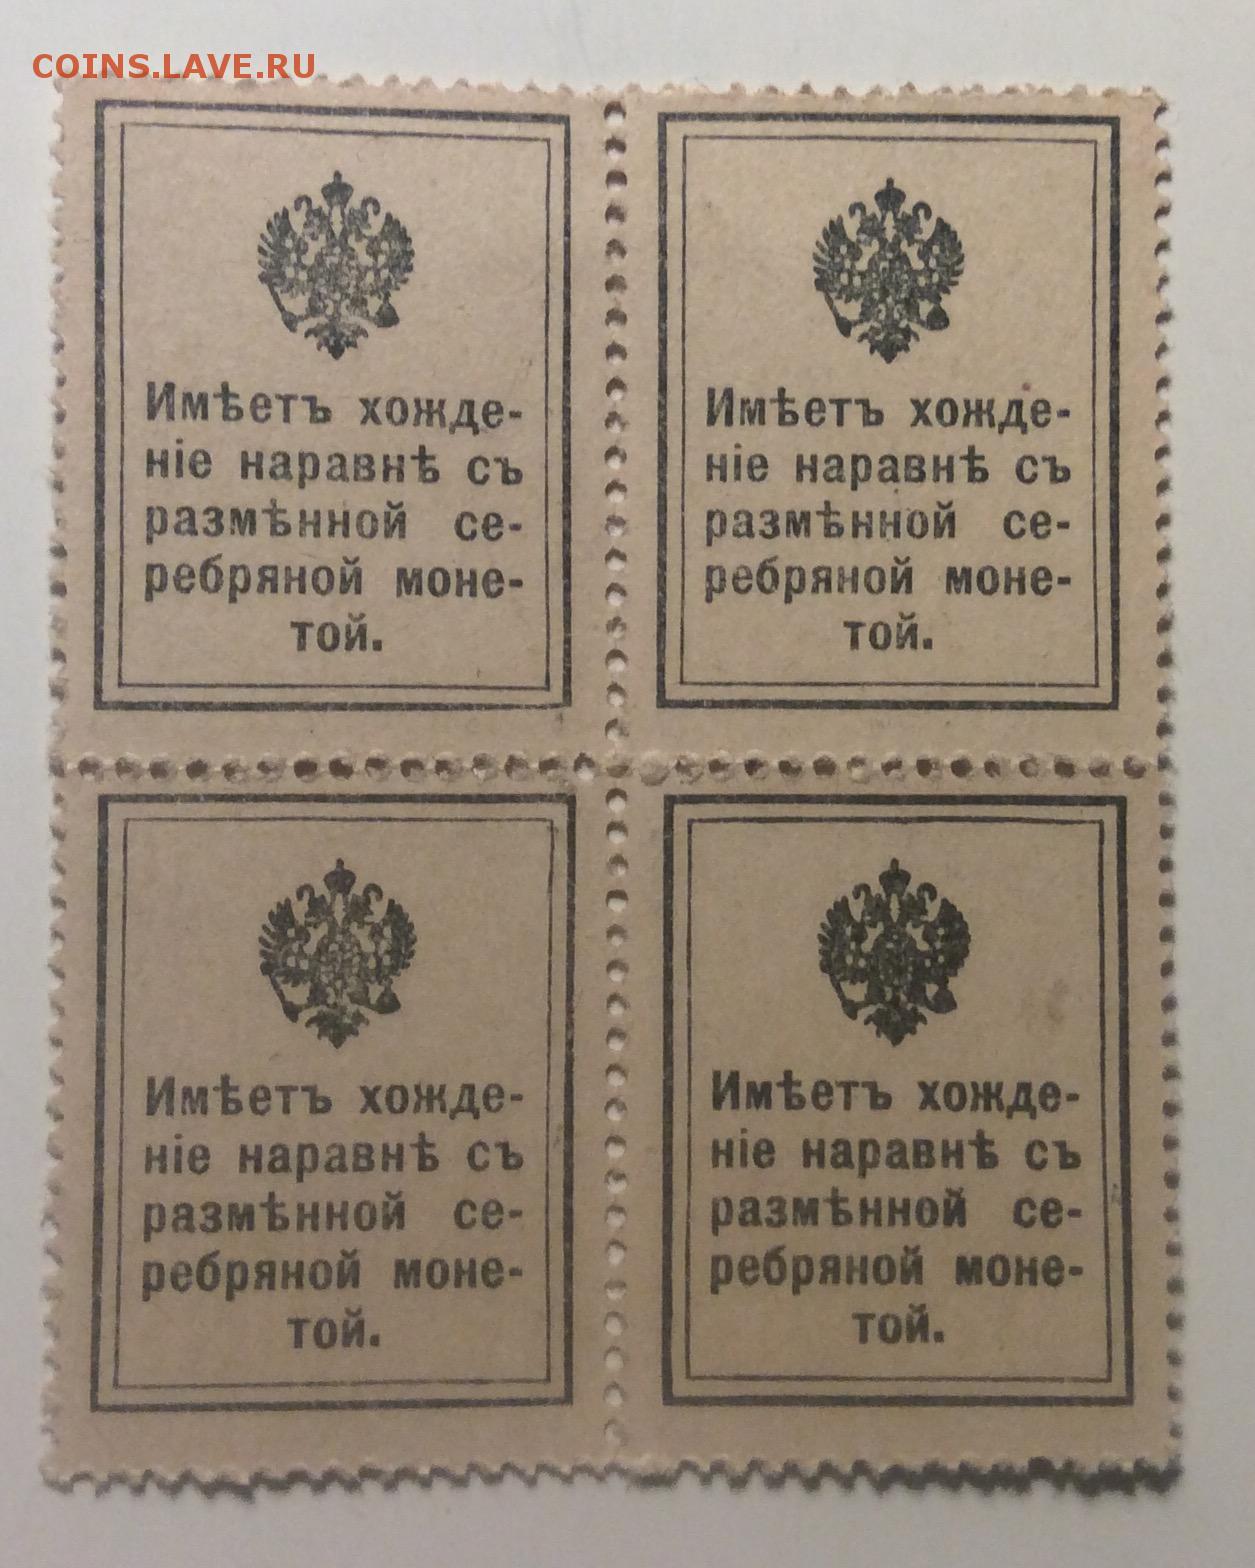 COINS.LAVE.RU
Имѣетъ хожде-
ніе наравнѣ съ
размѣнной се-
ребряной моне-
той.
Имѣетъ хожде-
ніе наравнѣ съ
размѣнной се-
ребряной моне-
той.
Имѣетъ хожде-
ніе наравнѣ съ
размѣнной се-
ребряной моне-
той.
Имѣетъ хожде-
ніе наравнѣ съ
размѣнной се-
ребряной моне-
той.